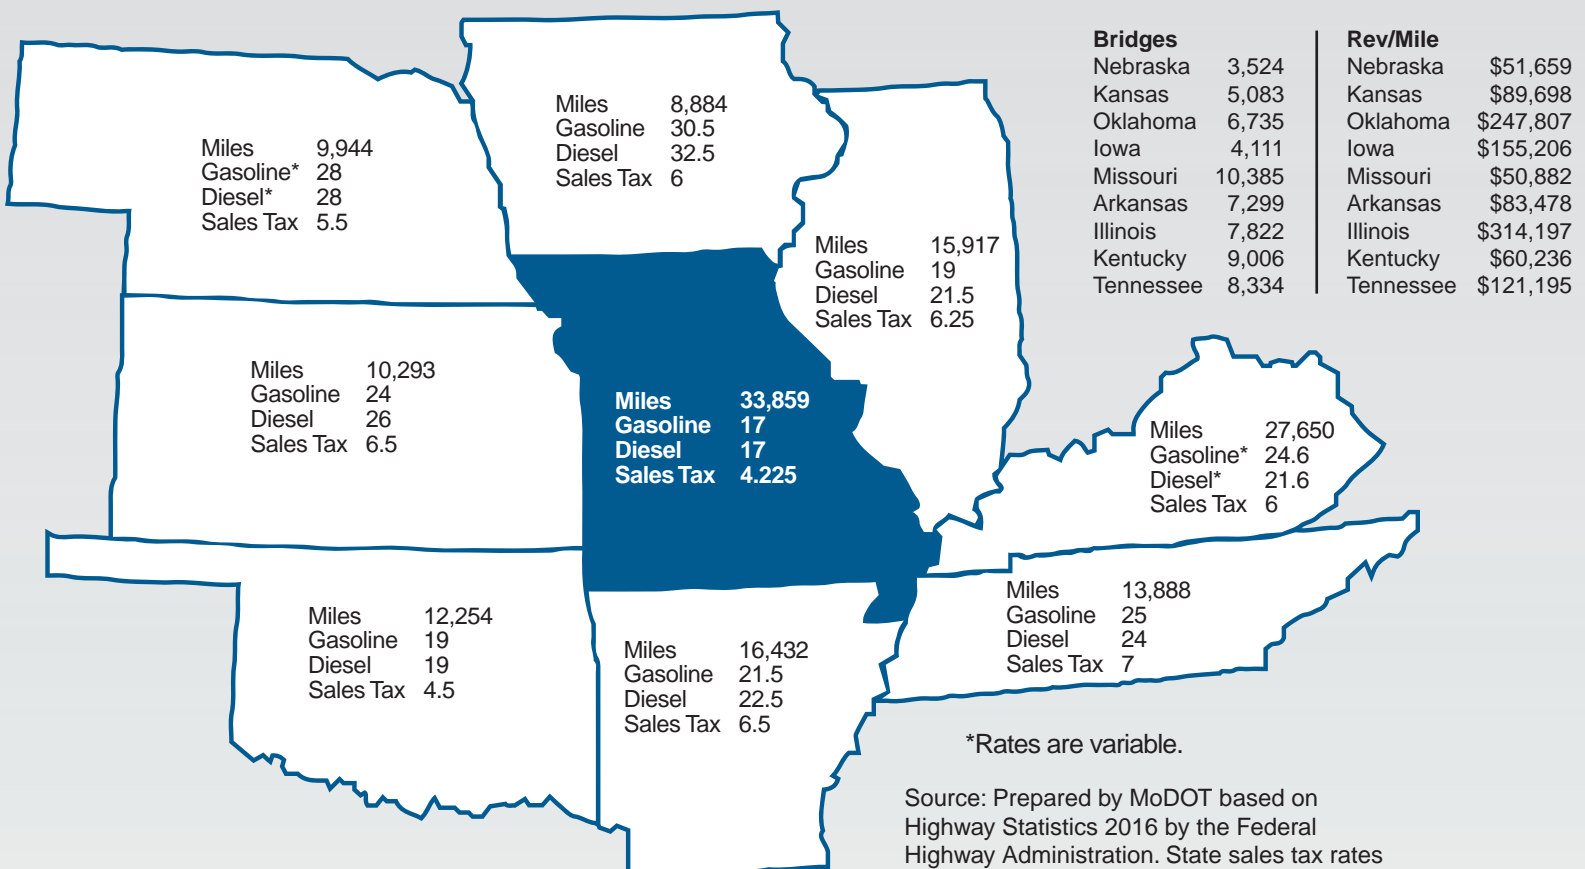 Bridges
Nebraska 3,524
Kansas 5,083
Oklahoma 6,735
Iowa 4,111
Missouri 10,385
Arkansas 7,299
Illinois 7,822
Kentucky 9,006
Tennessee 8,334
Rev/Mile
Nebraska $51,659
Kansas $89,698
Oklahoma $247,807
Iowa $155,206
Missouri $50,882
Arkansas $83,478
Illinois $314,197
Kentucky $60,236
Tennessee $121,195
Miles 9,944
Gasoline* 28
Diesel* 28
Sales Tax 5.5
Miles 8,884
Gasoline 30.5
Diesel 32.5
Sales Tax 6
Miles 15,917
Gasoline 19
Diesel 21.5
Sales Tax 6.25
Miles 10,293
Gasoline 24
Diesel 26
Sales Tax 6.5
Miles 33,859
Gasoline 17
Diesel 17
Sales Tax 4.225
Miles 27,650
Gasoline* 24.6
Diesel* 21.6
Sales Tax 6
Miles 12,254
Gasoline 19
Diesel 19
Sales Tax 4.5
Miles 16,432
Gasoline 21.5
Diesel 22.5
Sales Tax 6.5
Miles 13,888
Gasoline 25
Diesel 24
Sales Tax 7
*Rates are variable.
Source: Prepared by MoDOT based on
Highway Statistics 2016 by the Federal
Highway Administration. State sales tax rates